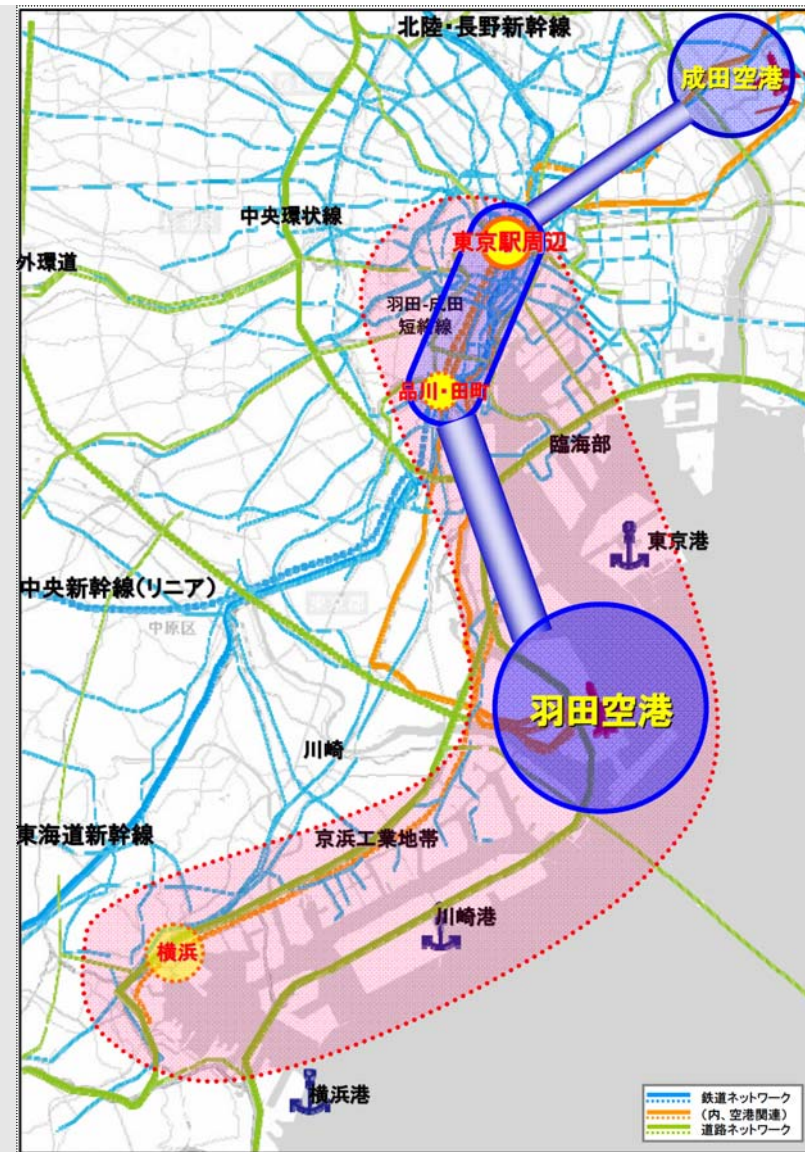 北陸・長野新幹線
成田空港
中央環状線
東京駅周辺
外環道
羽田-成田
短絡線
品川・田町
臨海部
東京港
中央新幹線(リニア)
中原区
羽田空港
川崎
東海道新幹線
京浜工業地帯
川崎港
横浜
横浜港
鉄道ネットワーク
(内、空港関連)
道路ネットワーク